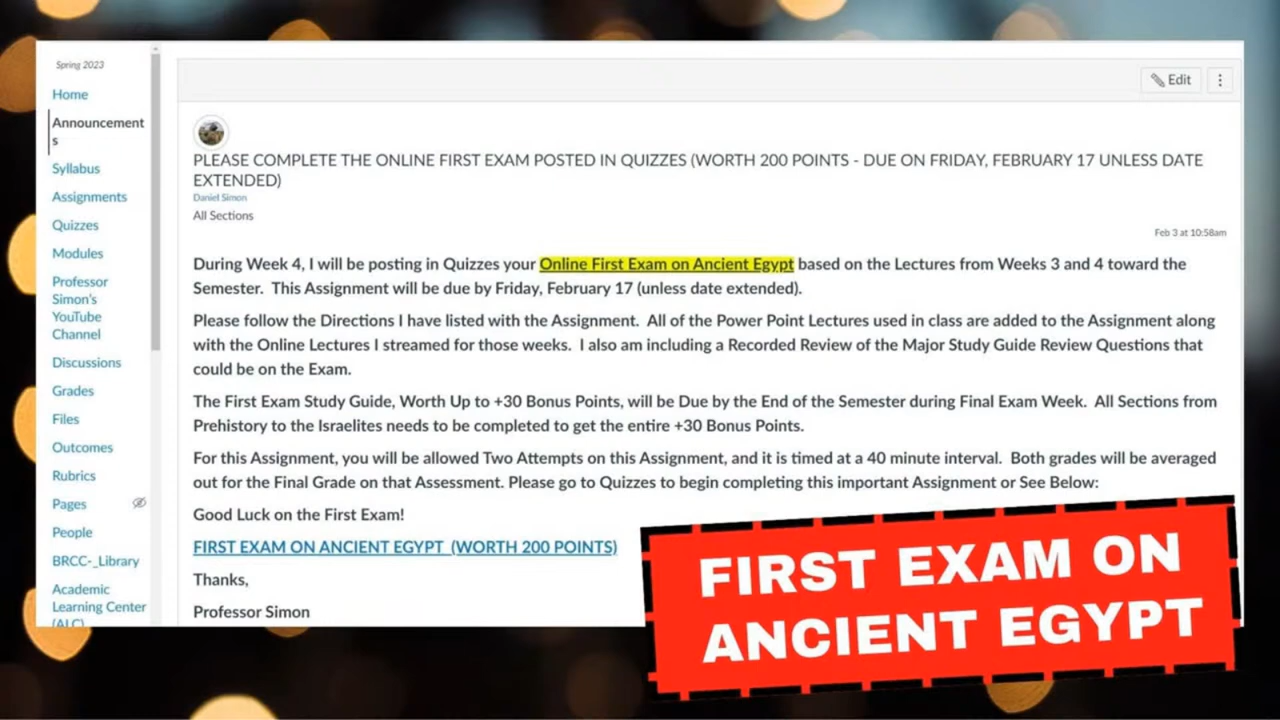 Spring 2023
Home
Announcement
s
Syllabus
Assignments
Quizzes
Modules
Professor
Simon's
YouTube
Channel
Discussions
Grades
Files
Outcomes
Rubrics
Pages
People
BRCC-_Library
Academic
Learning Center
(ALC)
Edit
PLEASE COMPLETE THE ONLINE FIRST EXAM POSTED IN QUIZZES (WORTH 200 POINTS - DUE ON FRIDAY, FEBRUARY 17 UNLESS DATE
EXTENDED)
Daniel Simon
All Sections
Feb 3 at 10:58am
During Week 4, I will be posting in Quizzes your Online First Exam on Ancient Egypt based on the Lectures from Weeks 3 and 4 toward the
Semester. This Assignment will be due by Friday, February 17 (unless date extended).
Please follow the Directions I have listed with the Assignment. All of the Power Point Lectures used in class are added to the Assignment along
with the Online Lectures I streamed for those weeks. I also am including a Recorded Review of the Major Study Guide Review Questions that
could be on the Exam.
The First Exam Study Guide, Worth Up to +30 Bonus Points, will be Due by the End of the Semester during Final Exam Week. All Sections from
Prehistory to the Israelites needs to be completed to get the entire +30 Bonus Points.
For this Assignment, you will be allowed Two Attempts on this Assignment, and it is timed at a 40 minute interval. Both grades will be averaged
out for the Final Grade on that Assessment. Please go to Quizzes to begin completing this important Assignment or See Below:
Good Luck on the First Exam!
FIRST EXAM ON ANCIENT EGYPT (WORTH 200 POINTS)
Thanks,
Professor Simon
FIRST EXAM ON
ANCIENT EGYPT